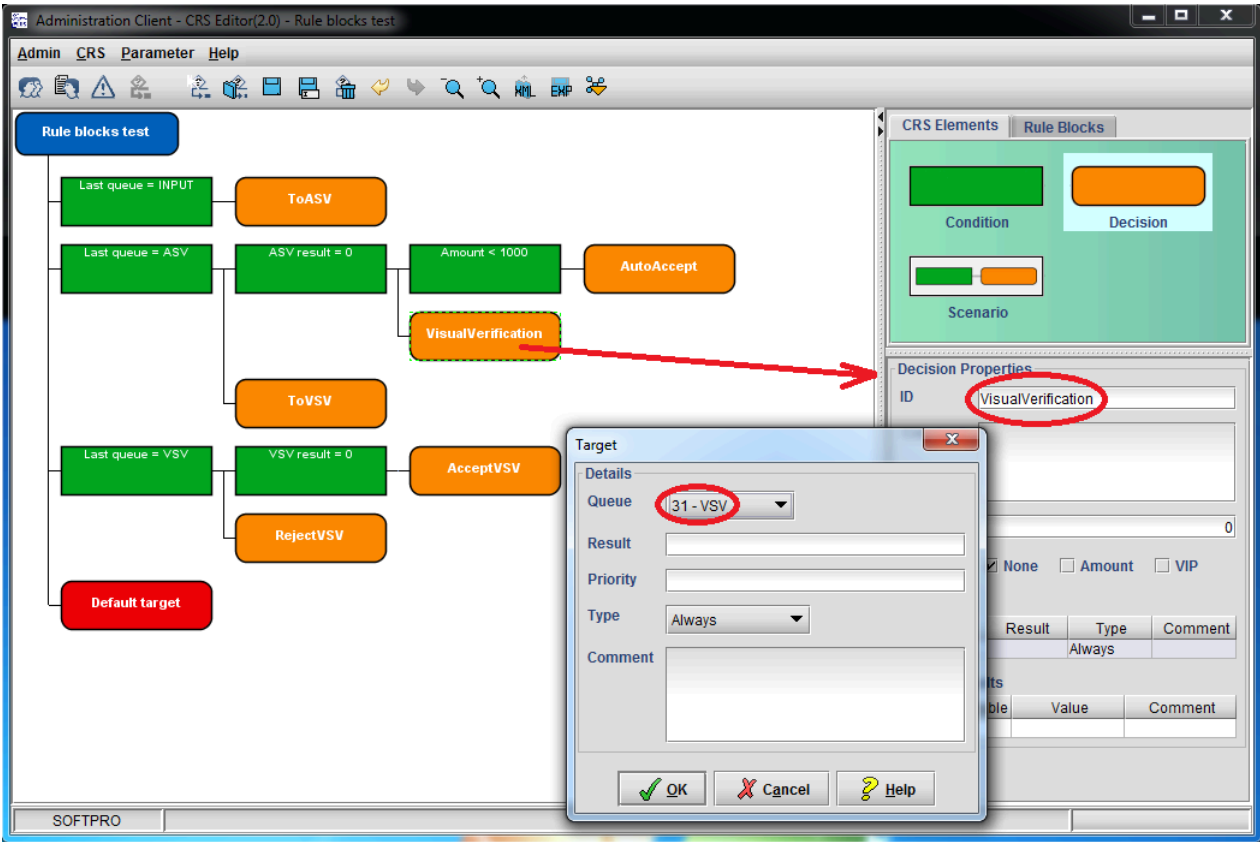 Administration Client - CRS Editor(2.0) - Rule blocks test
Admin CRS Parameter Help
XML EXP
Rule blocks test
Last queue = INPUT
ToASV
Last queue = ASV
ASV result = 0
Amount < 1000
AutoAccept
VisualVerification
ToVSV
Last queue = VSV
VSV result = 0
AcceptVSV
RejectVSV
Default target
CRS Elements Rule Blocks
Condition Decision
Scenario
Decision Properties
ID VisualVerification
0
None Amount VIP
Result Type Comment
Always
lts
ble Value Comment
Target
Details
Queue 31 - VSV
Result
Priority
Type Always
Comment
OK Cancel Help
SOFTPRO